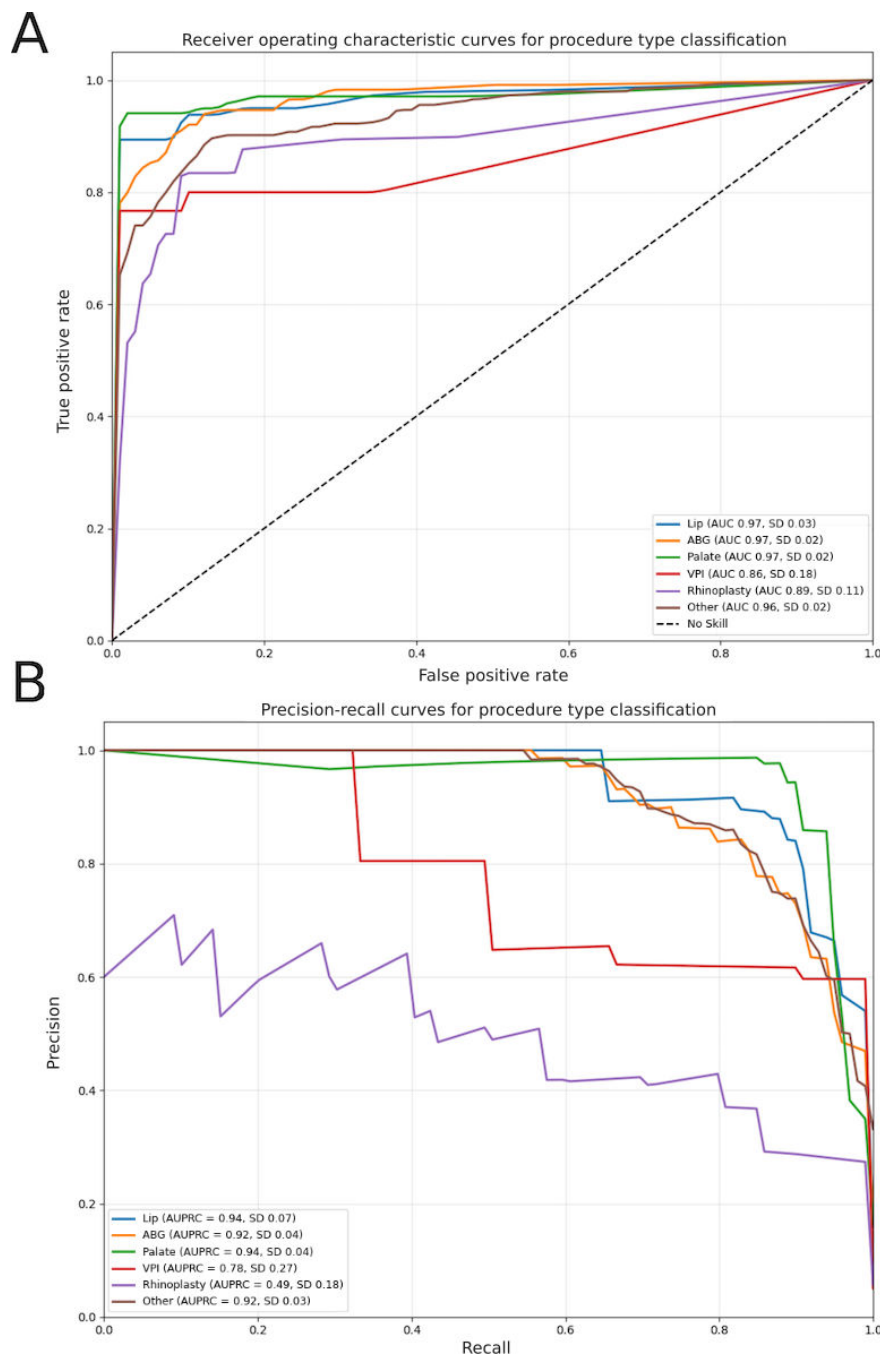 A
Receiver operating characteristic curves for procedure type classification
1.0
0.8
0.6
0.4
0.2
0.0
True positive rate
Lip (AUC 0.97, SD 0.03)
ABG (AUC 0.97, SD 0.02)
Palate (AUC 0.97, SD 0.02)
VPI (AUC 0.86, SD 0.18)
Rhinoplasty (AUC 0.89, SD 0.11)
Other (AUC 0.96, SD 0.02)
No Skill
0.0 0.2 0.4 0.6 0.8 1.0
False positive rate
B
Precision-recall curves for procedure type classification
1.0
0.8
0.6
0.4
0.2
0.0
Precision
Lip (AUPRC = 0.94, SD 0.07)
ABG (AUPRC = 0.92, SD 0.04)
Palate (AUPRC = 0.94, SD 0.04)
VPI (AUPRC = 0.78, SD 0.27)
Rhinoplasty (AUPRC = 0.49, SD 0.18)
Other (AUPRC = 0.92, SD 0.03)
0.0 0.2 0.4 0.6 0.8 1.0
Recall